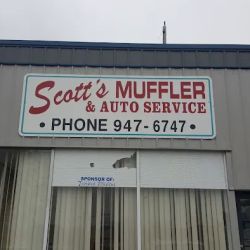 Scott's MUFFLER
& AUTO SERVICE
• PHONE 947-6747 •
SPONSOR OF: